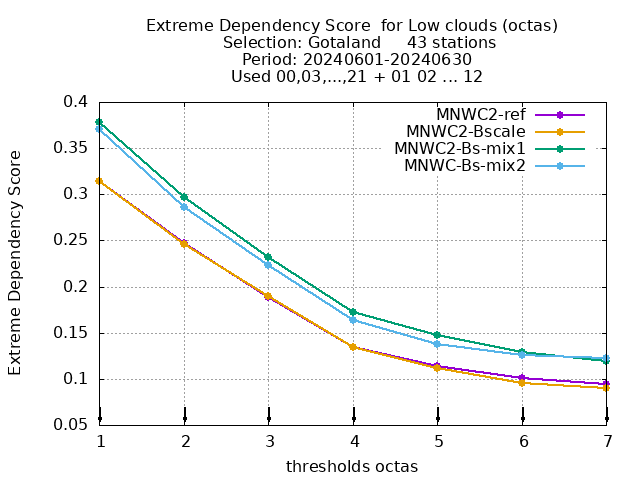 Extreme Dependency Score  for Low clouds (octas)
Selection: Gotaland     43 stations
Period: 20240601-20240630
Used 00,03,...,21 + 01 02 ... 12
MNWC2-ref
MNWC2-Bscale
MNWC2-Bs-mix1
MNWC-Bs-mix2
Extreme Dependency Score
0.4
0.35
0.3
0.25
0.2
0.15
0.1
0.05
1 2 3 4 5 6 7
thresholds octas